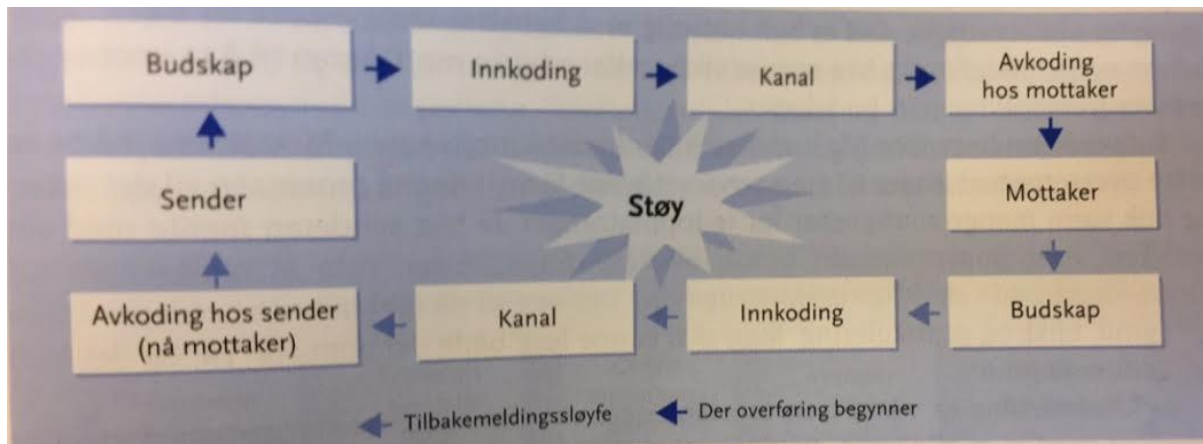 Budskap
Innkoding
Kanal
Avkoding
hos mottaker
Sender
Støy
Mottaker
Avkoding hos sender
(nå mottaker)
Kanal
Innkoding
Budskap
Tilbakemeldingssløyfe
Der overføring begynner